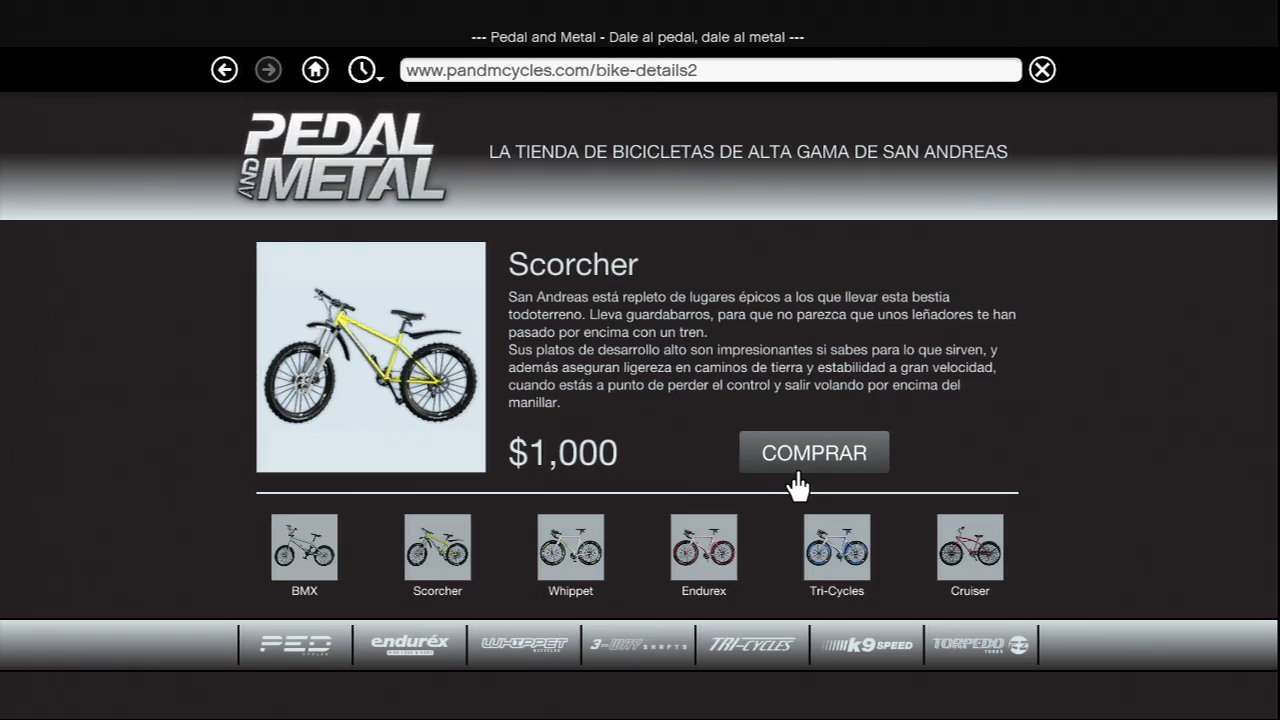 --- Pedal and Metal - Dale al pedal, dale al metal ---
www.pandmcycles.com/bike-details2
PEDAL
AND METAL
LA TIENDA DE BICICLETAS DE ALTA GAMA DE SAN ANDREAS
Scorcher
San Andreas está repleto de lugares épicos a los que llevar esta bestia
todoterreno. Lleva guardabarros, para que no parezca que unos leñadores te han
pasado por encima con un tren.
Sus platos de desarrollo alto son impresionantes si sabes para lo que sirven, y
además aseguran ligereza en caminos de tierra y estabilidad a gran velocidad,
cuando estás a punto de perder el control y salir volando por encima del
manillar.
$1,000
COMPRAR
BMX
Scorcher
Whippet
Endurex
Tri-Cycles
Cruiser
PED
CYCLES
enduréx
WHIPPET
BICYCLES
3-WAY SHAFTS
TRI-CYCLES
k9 SPEED
TORPEDO
TUBES